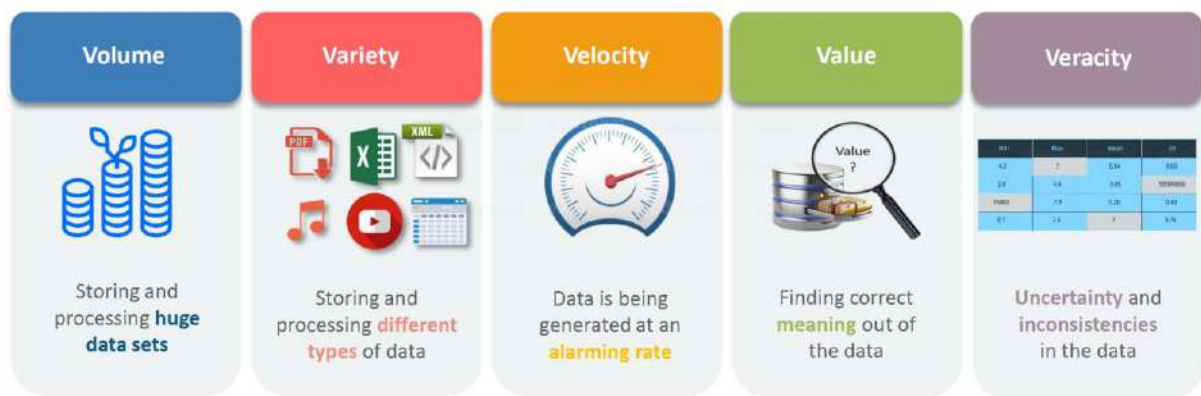 Volume
Storing and
processing huge
data sets
Variety
PDF
X
XML
</>
Storing and
processing different
types of data
Velocity
Data is being
generated at an
alarming rate
Value
Value
?
Finding correct
meaning out of
the data
Veracity
Uncertainty and
inconsistencies
in the data